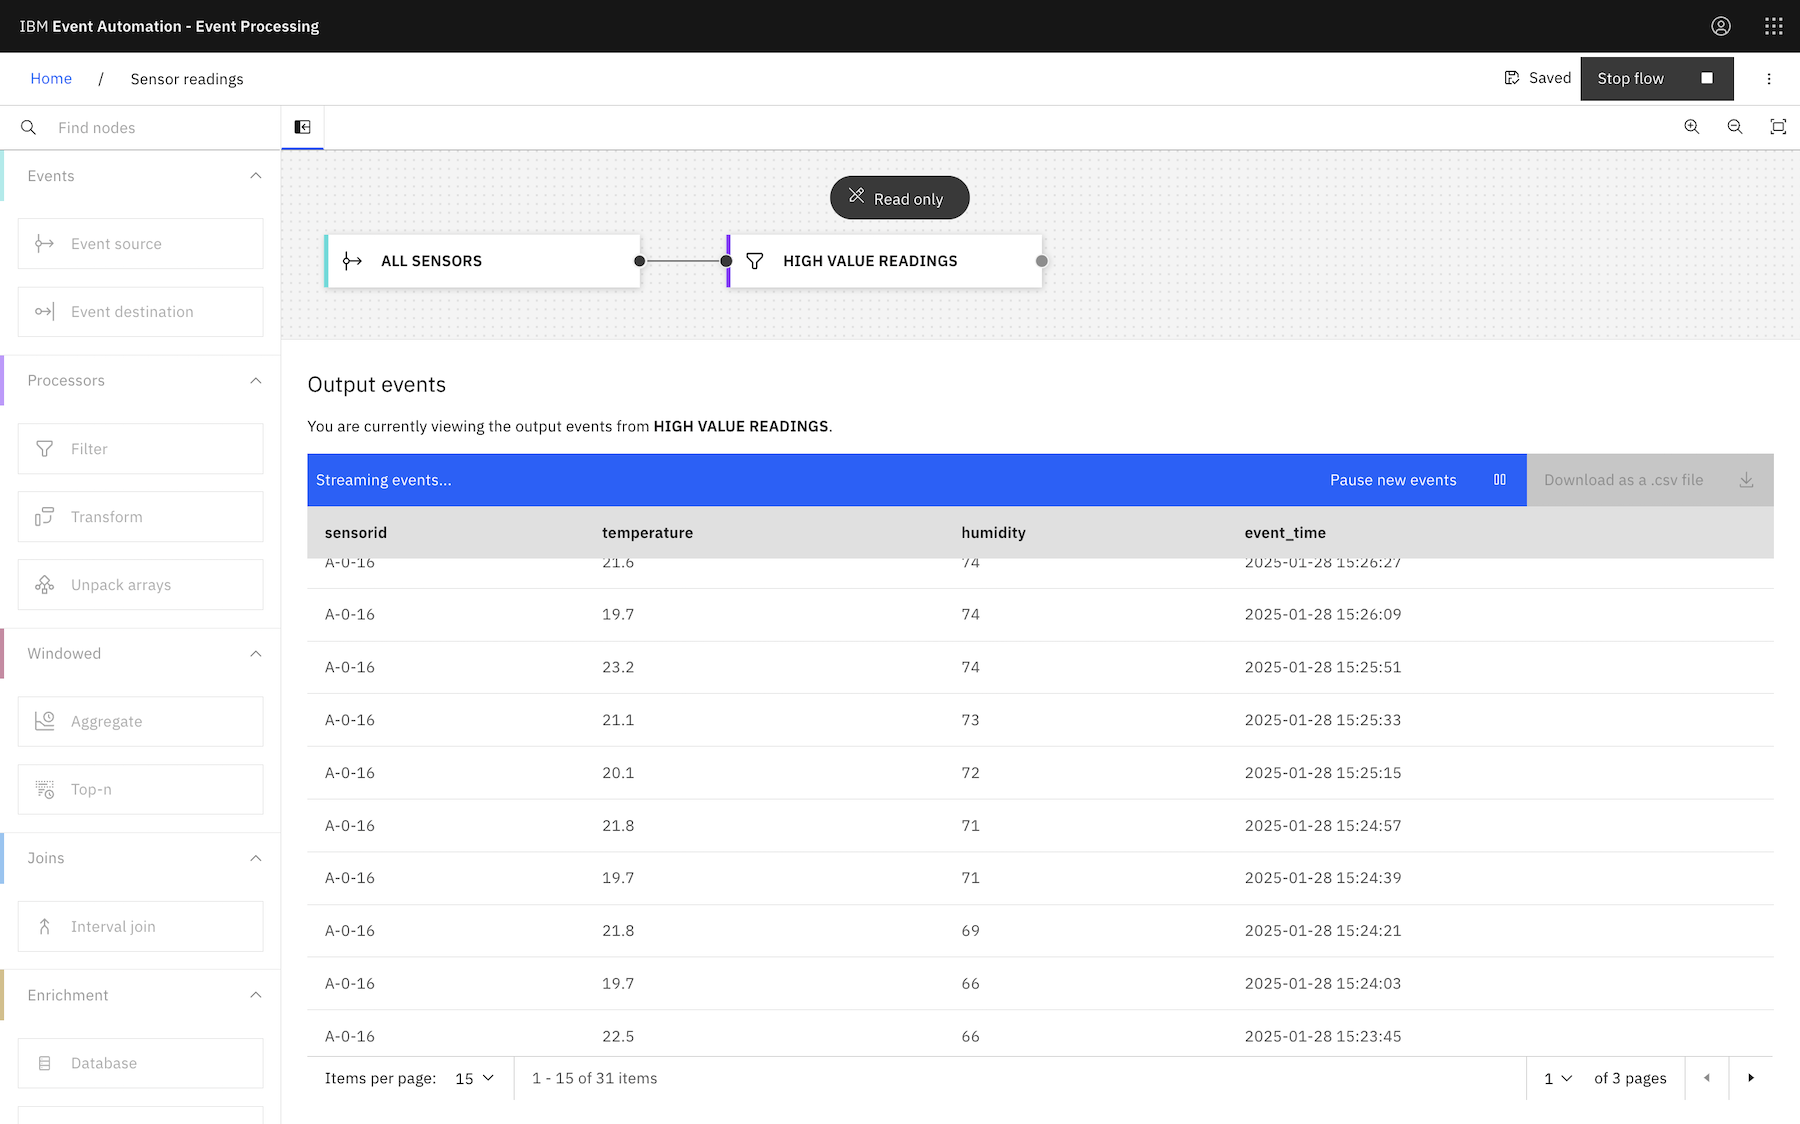 IBM Event Automation - Event Processing
Home / Sensor readings
Saved
Stop flow
Find nodes
Events
Event source
Event destination
Processors
Filter
Transform
Unpack arrays
Windowed
Aggregate
Top-n
Joins
Interval join
Enrichment
Database
Read only
ALL SENSORS
HIGH VALUE READINGS
Output events
You are currently viewing the output events from HIGH VALUE READINGS.
Streaming events...
Pause new events
Download as a .csv file
sensorid temperature humidity event_time
A-0-16 21.6 74 2025-01-28 15:26:27
A-0-16 19.7 74 2025-01-28 15:26:09
A-0-16 23.2 74 2025-01-28 15:25:51
A-0-16 21.1 73 2025-01-28 15:25:33
A-0-16 20.1 72 2025-01-28 15:25:15
A-0-16 21.8 71 2025-01-28 15:24:57
A-0-16 19.7 71 2025-01-28 15:24:39
A-0-16 21.8 69 2025-01-28 15:24:21
A-0-16 19.7 66 2025-01-28 15:24:03
A-0-16 22.5 66 2025-01-28 15:23:45
Items per page: 15
1 - 15 of 31 items
1 of 3 pages